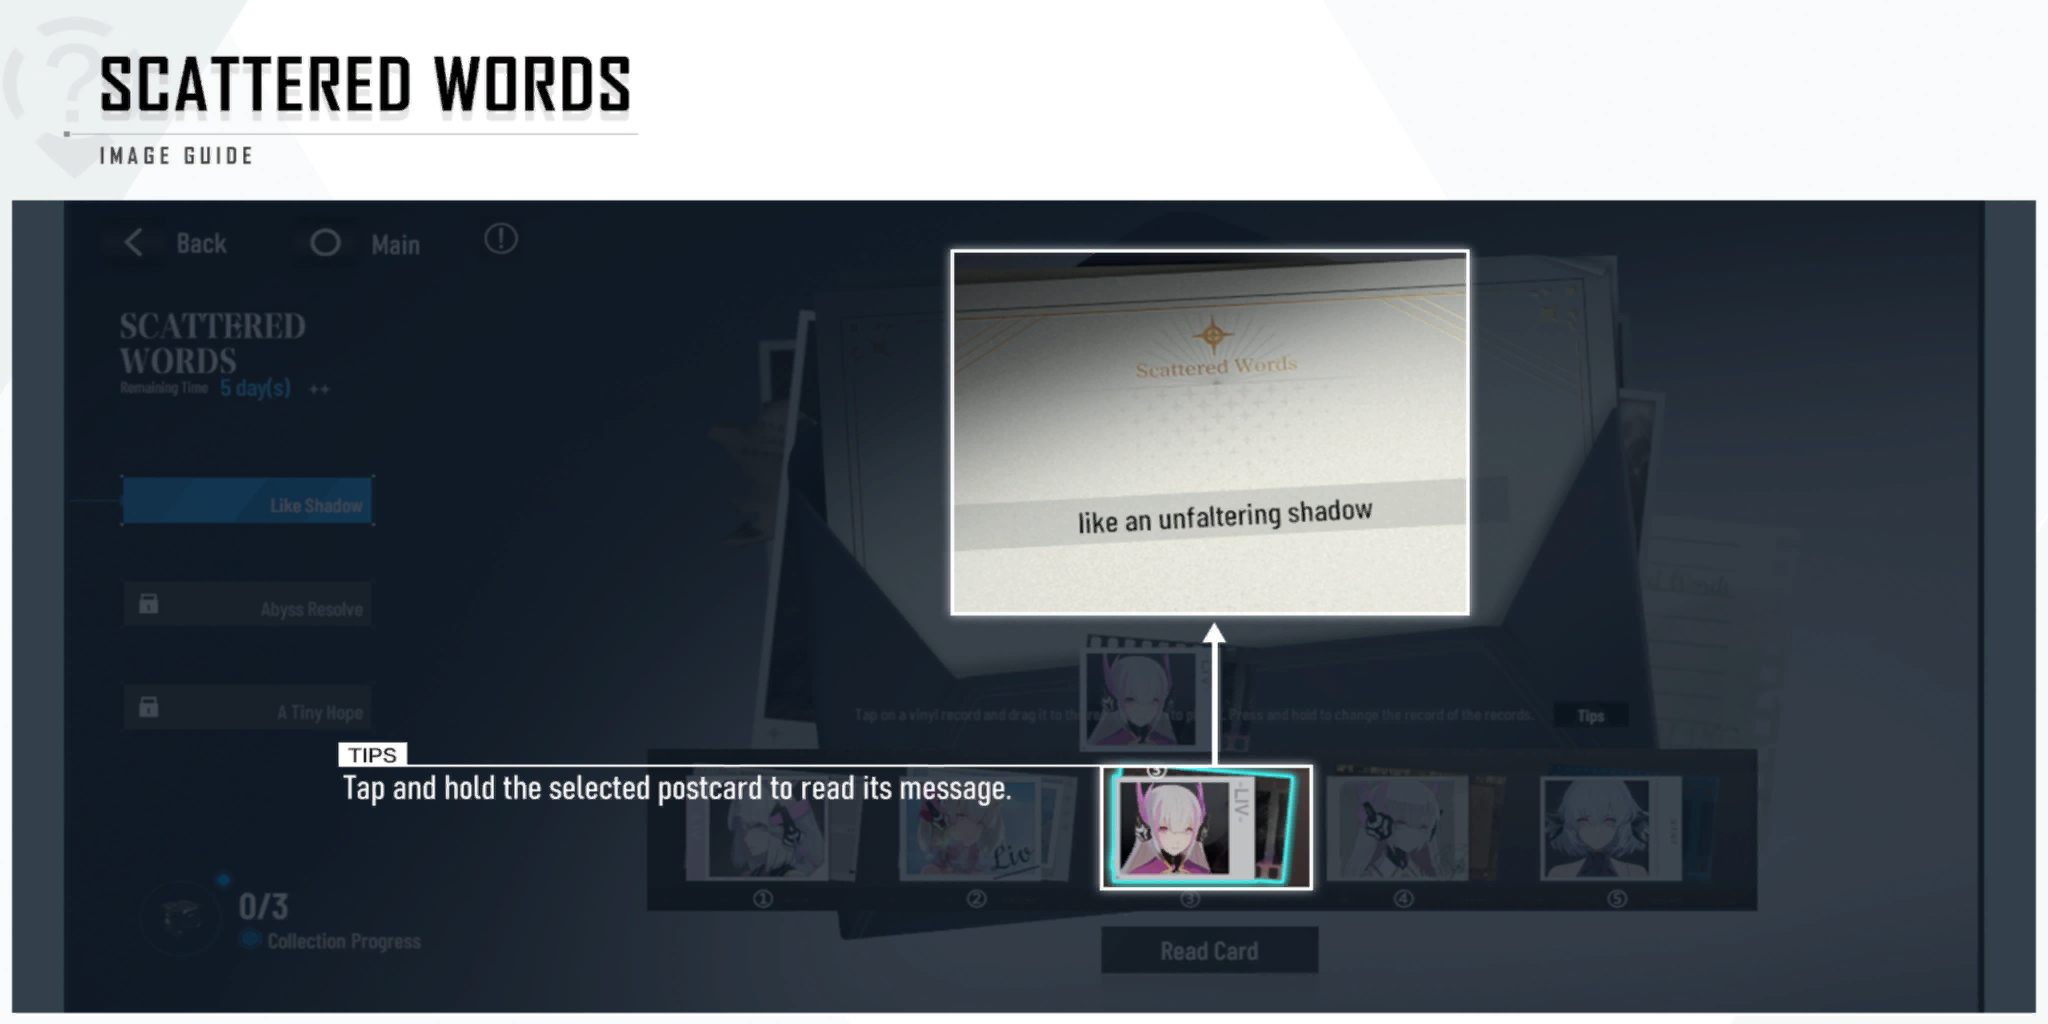 SCATTERED WORDS
IMAGE GUIDE
Back
Main
SCATTERED
WORDS
Remaining Time 5 day(s)
Like Shadow
Abyss Resolve
A Tiny Hope
Scattered Words
like an unfaltering shadow
Tap on a vinyl record and drag it to the
Press and hold to change the record of the records.
Tips
TIPS
Tap and hold the selected postcard to read its message.
③
-LIV-
Liv
① ② ③ ④ ⑤
0/3
Collection Progress
Read Card